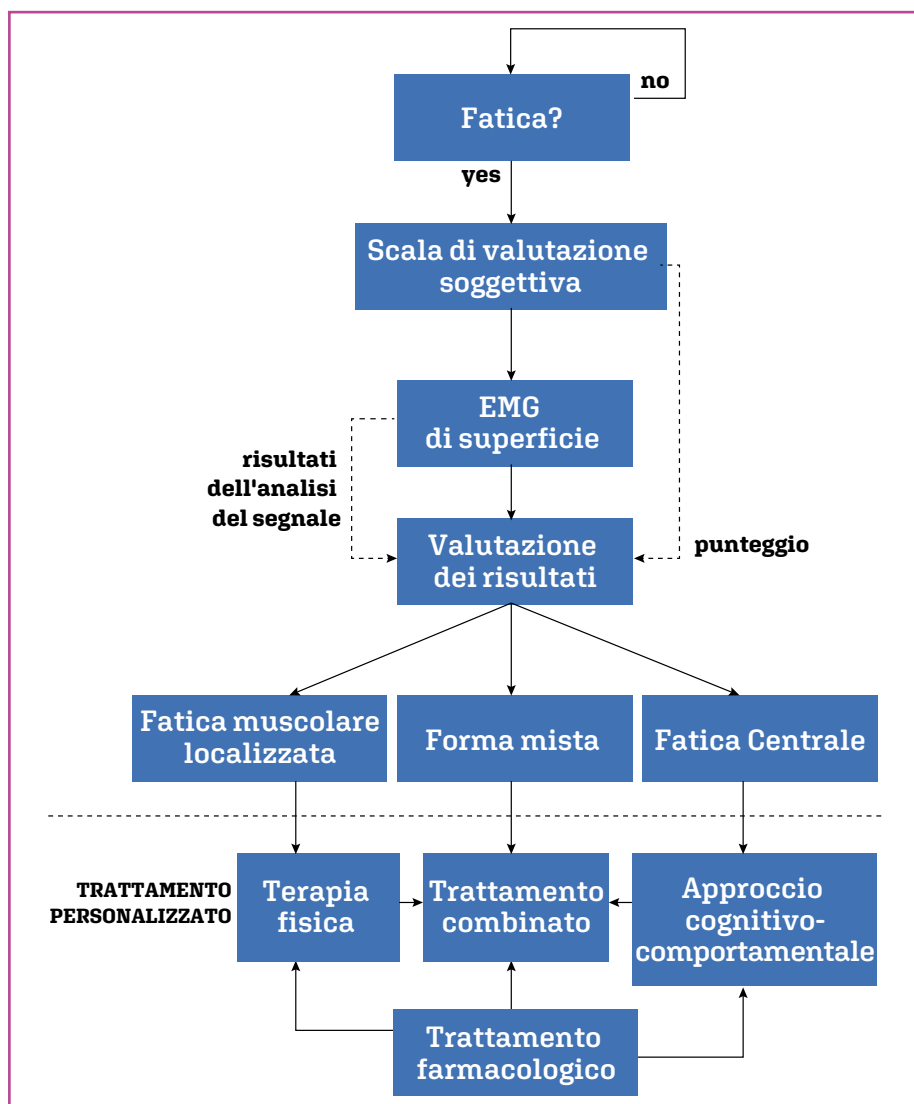 no
Fatica?
yes
Scala di valutazione
soggettiva
EMG
di superficie
risultati
dell'analisi
del segnale
Valutazione
dei risultati
punteggio
Fatica muscolare
localizzata
Forma mista
Fatica Centrale
TRATTAMENTO
PERSONALIZZATO
Terapia
fisica
Trattamento
combinato
Approccio
cognitivo-
comportamentale
Trattamento
farmacologico